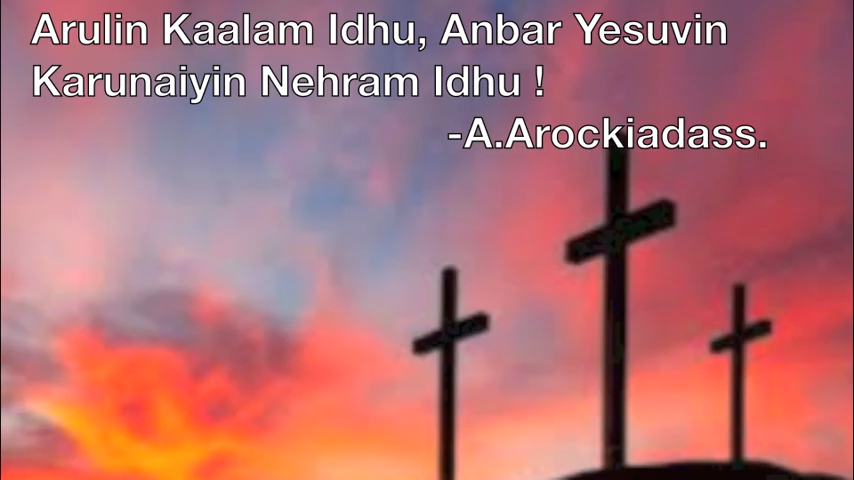 Arulin Kaalam Idhu, Anbar Yesuvin
Karunaiyin Nehram Idhu !
-A.Arockiadass.